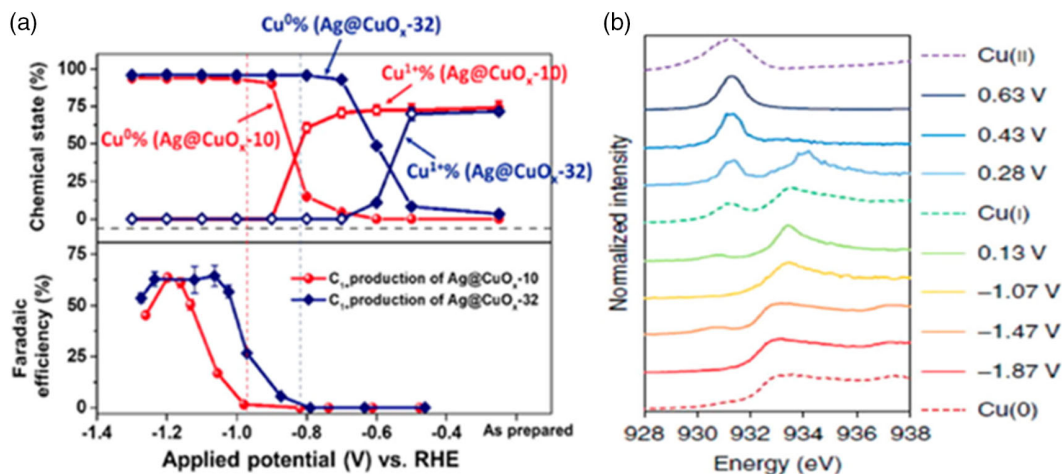 (a)
Cu⁰% (Ag@CuOₓ-32)
Cu¹⁺% (Ag@CuOₓ-10)
Cu⁰% (Ag@CuOₓ-10)
Cu¹⁺% (Ag@CuOₓ-32)
Chemical state (%)
100
75
50
25
0
C₁₊ production of Ag@CuOₓ-10
C₁₊ production of Ag@CuOₓ-32
Faradaic
efficiency (%)
75
50
25
0
-1.4
-1.2
-1.0
-0.8
-0.6
-0.4
As prepared
Applied potential (V) vs. RHE
(b)
Normalized intensity
Cu(II)
0.63 V
0.43 V
0.28 V
Cu(I)
0.13 V
−1.07 V
−1.47 V
−1.87 V
Cu(0)
928 930 932 934 936 938
Energy (eV)